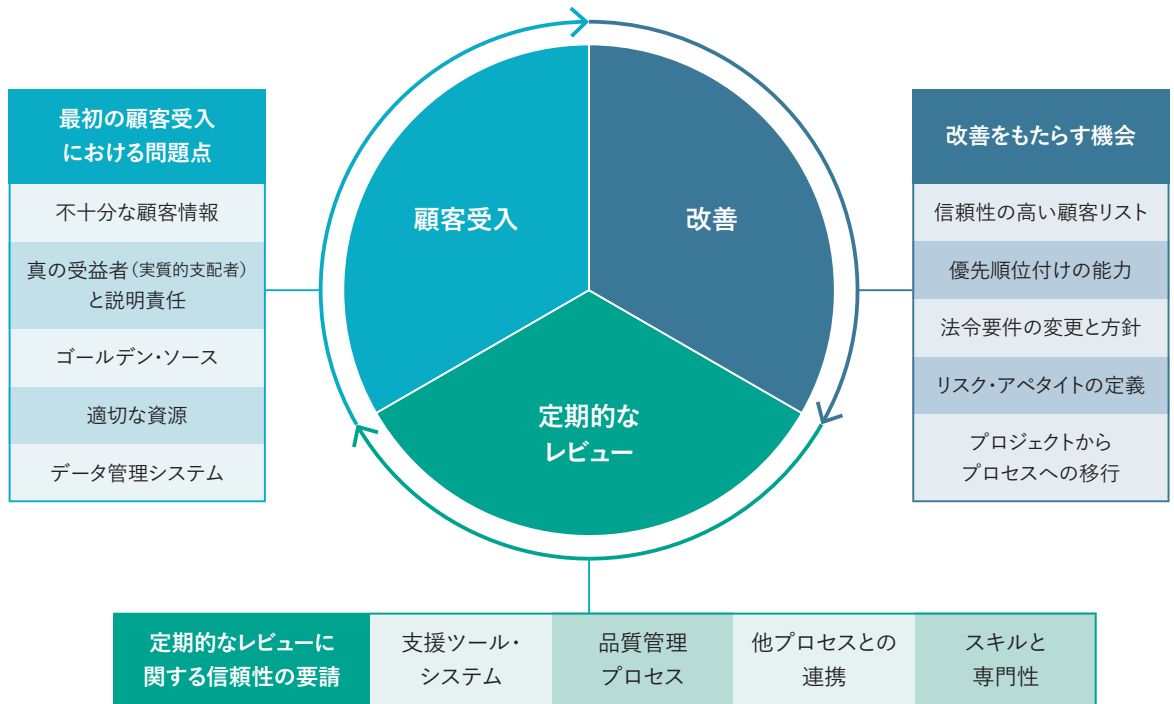 最初の顧客受入
における問題点
不十分な顧客情報
真の受益者（実質的支配者）
と説明責任
ゴールデン・ソース
適切な資源
データ管理システム
顧客受入
改善
定期的な
レビュー
改善をもたらす機会
信頼性の高い顧客リスト
優先順位付けの能力
法令要件の変更と方針
リスク・アペタイトの定義
プロジェクトから
プロセスへの移行
定期的なレビューに
関する信頼性の要請
支援ツール・
システム
品質管理
プロセス
他プロセスとの
連携
スキルと
専門性